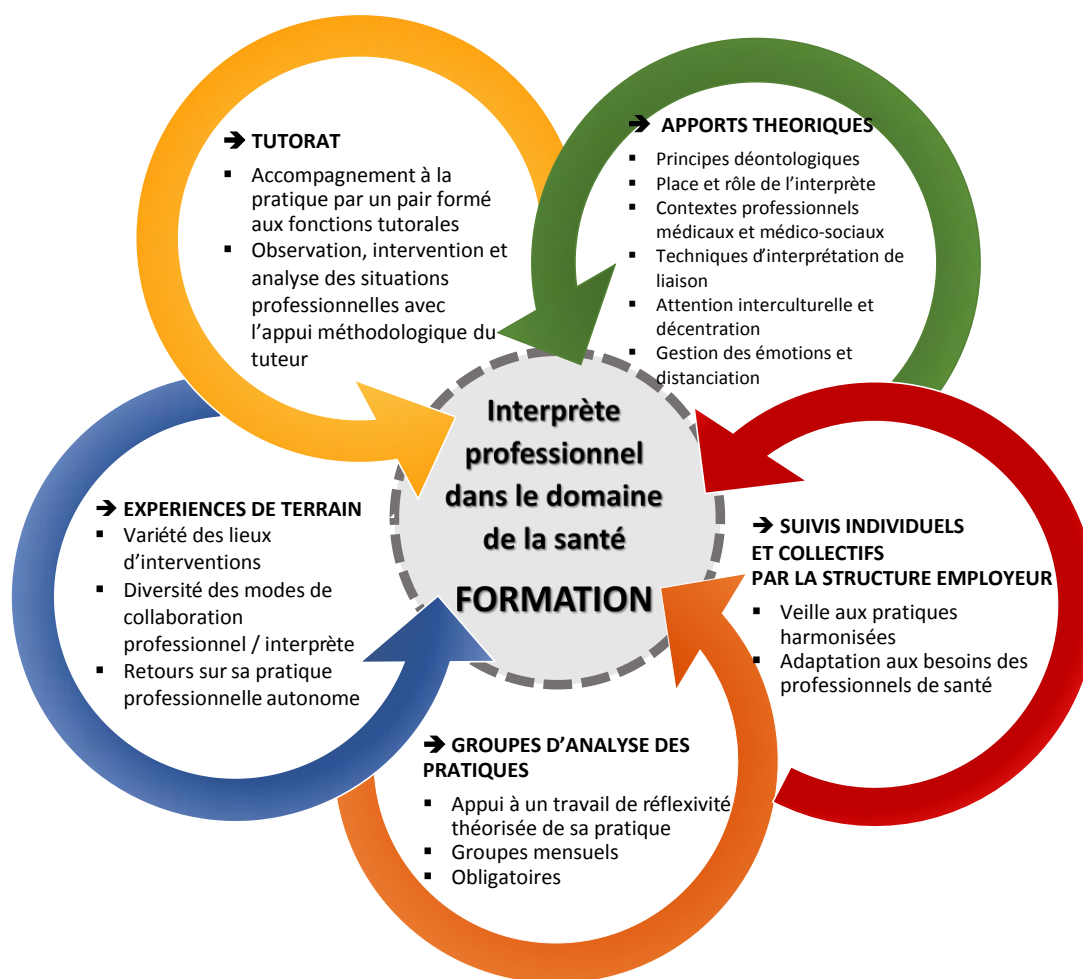 ➔ TUTORAT
▪ Accompagnement à la
pratique par un pair formé
aux fonctions tutorales
▪ Observation, intervention et
analyse des situations
professionnelles avec
l’appui méthodologique du
tuteur
➔ APPORTS THEORIQUES
▪ Principes déontologiques
▪ Place et rôle de l’interprète
▪ Contextes professionnels
médicaux et médico-sociaux
▪ Techniques d’interprétation de
liaison
▪ Attention interculturelle et
décentration
▪ Gestion des émotions et
distanciation
Interprète
professionnel
dans le domaine
de la santé
FORMATION
➔ EXPERIENCES DE TERRAIN
▪ Variété des lieux
d’interventions
▪ Diversité des modes de
collaboration
professionnel / interprète
▪ Retours sur sa pratique
professionnelle autonome
➔ SUIVIS INDIVIDUELS
ET COLLECTIFS
PAR LA STRUCTURE EMPLOYEUR
▪ Veille aux pratiques
harmonisées
▪ Adaptation aux besoins des
professionnels de santé
➔ GROUPES D’ANALYSE DES
PRATIQUES
▪ Appui à un travail de réflexivité
théorisée de sa pratique
▪ Groupes mensuels
▪ Obligatoires